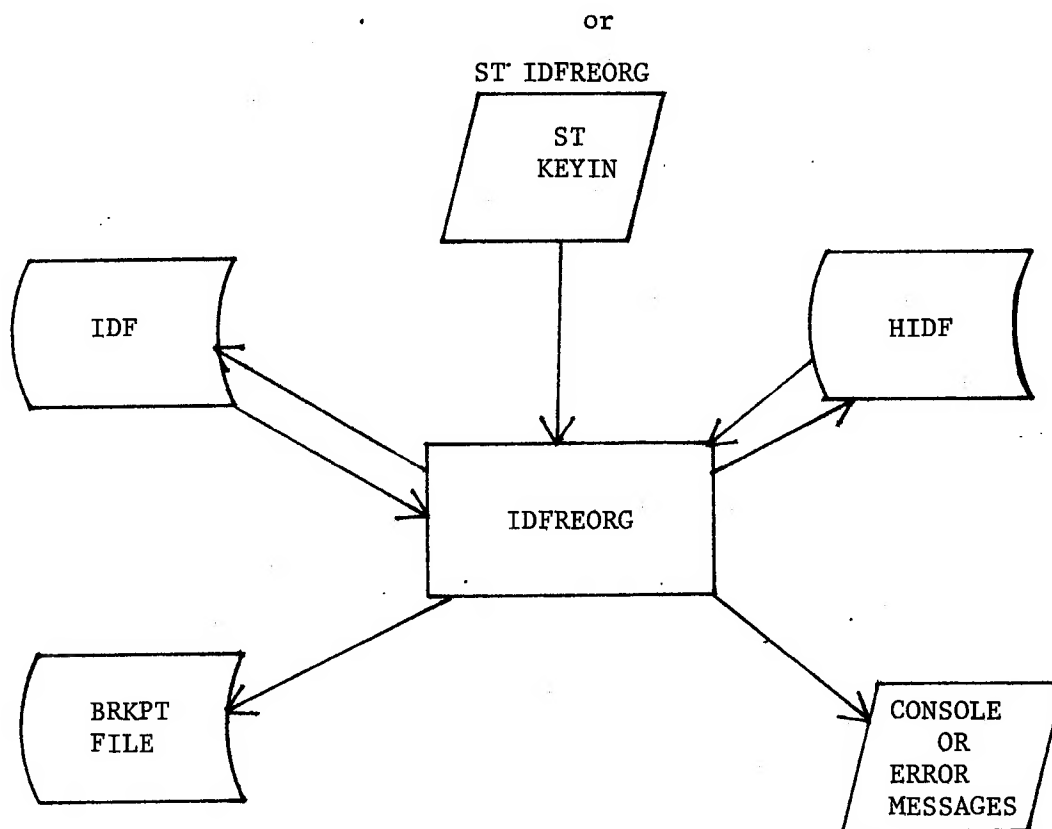 or
ST IDFREORG
ST
KEYIN
IDF
HIDF
IDFREORG
BRKPT
FILE
CONSOLE
OR
ERROR
MESSAGES